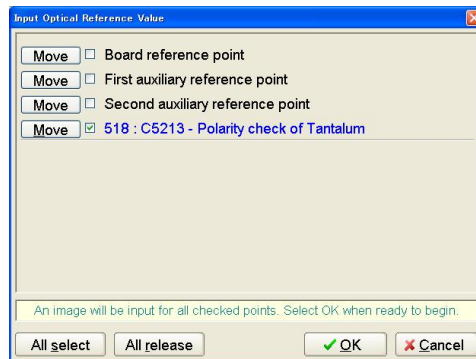 Input Optical Reference Value
Move Board reference point
Move First auxiliary reference point
Move Second auxiliary reference point
Move 518 : C5213 - Polarity check of Tantalum
An image will be input for all checked points. Select OK when ready to begin.
All select All release OK Cancel